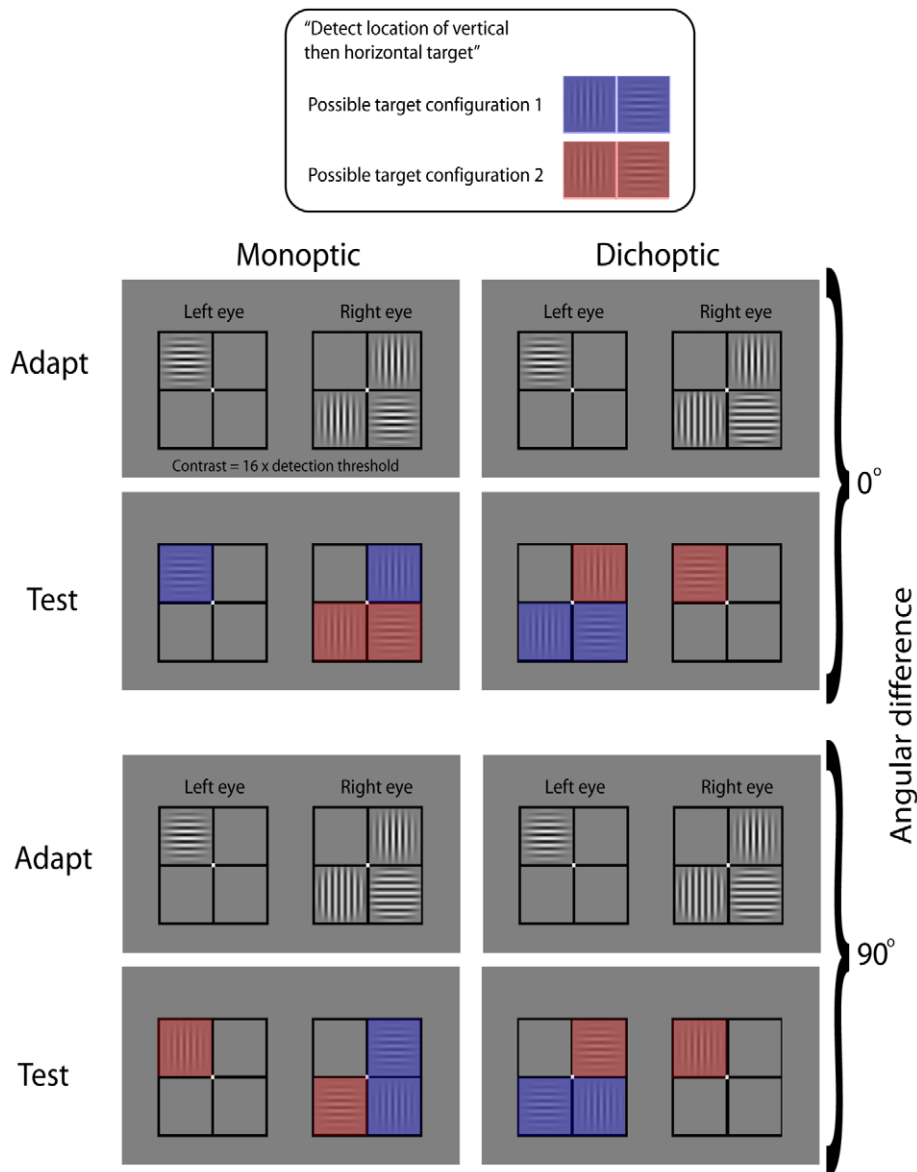 “Detect location of vertical
then horizontal target”
Possible target configuration 1
Possible target configuration 2
Monoptic
Dichoptic
Adapt
Left eye
Right eye
Contrast = 16 x detection threshold
Left eye
Right eye
0°
Test
Angular difference
Adapt
Left eye
Right eye
Left eye
Right eye
90°
Test